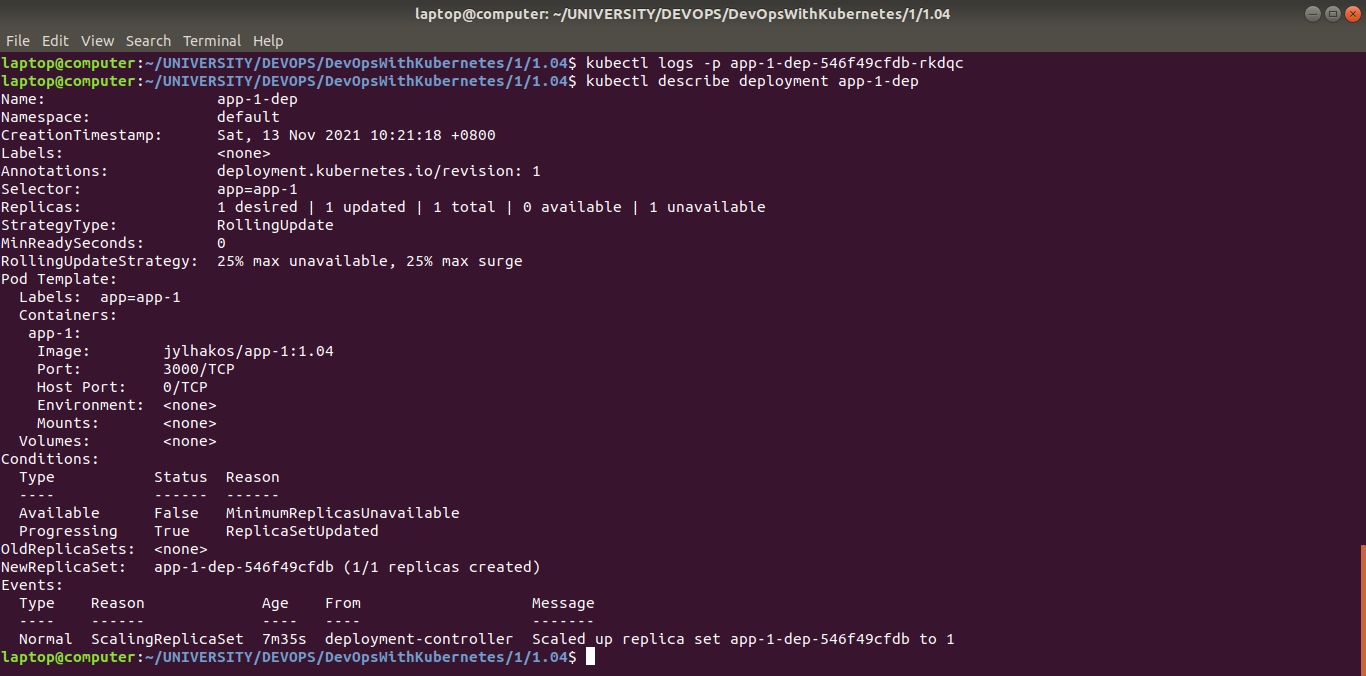 laptop@computer: ~/UNIVERSITY/DEVOPS/DevOpsWithKubernetes/1/1.04
File Edit View Search Terminal Help
laptop@computer:~/UNIVERSITY/DEVOPS/DevOpsWithKubernetes/1/1.04$ kubectl logs -p app-1-dep-546f49cfdb-rkdqc
laptop@computer:~/UNIVERSITY/DEVOPS/DevOpsWithKubernetes/1/1.04$ kubectl describe deployment app-1-dep
Name:                   app-1-dep
Namespace:              default
CreationTimestamp:      Sat, 13 Nov 2021 10:21:18 +0800
Labels:                 <none>
Annotations:            deployment.kubernetes.io/revision: 1
Selector:               app=app-1
Replicas:               1 desired | 1 updated | 1 total | 0 available | 1 unavailable
StrategyType:           RollingUpdate
MinReadySeconds:        0
RollingUpdateStrategy:  25% max unavailable, 25% max surge
Pod Template:
  Labels:  app=app-1
  Containers:
   app-1:
    Image:        jylhakos/app-1:1.04
    Port:         3000/TCP
    Host Port:    0/TCP
    Environment:  <none>
    Mounts:       <none>
  Volumes:        <none>
Conditions:
  Type           Status  Reason
  ----           ------  ------
  Available      False   MinimumReplicasUnavailable
  Progressing    True    ReplicaSetUpdated
OldReplicaSets:  <none>
NewReplicaSet:   app-1-dep-546f49cfdb (1/1 replicas created)
Events:
  Type    Reason             Age    From                   Message
  ----    ------             ----   ----                   -------
  Normal  ScalingReplicaSet  7m35s  deployment-controller  Scaled up replica set app-1-dep-546f49cfdb to 1
laptop@computer:~/UNIVERSITY/DEVOPS/DevOpsWithKubernetes/1/1.04$